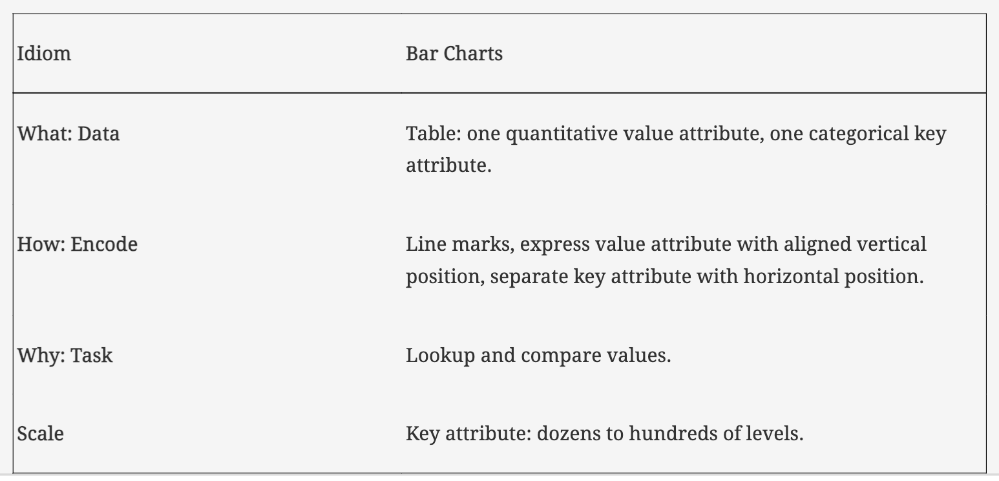 Idiom
Bar Charts
What: Data
Table: one quantitative value attribute, one categorical key
attribute.
How: Encode
Line marks, express value attribute with aligned vertical
position, separate key attribute with horizontal position.
Why: Task
Lookup and compare values.
Scale
Key attribute: dozens to hundreds of levels.